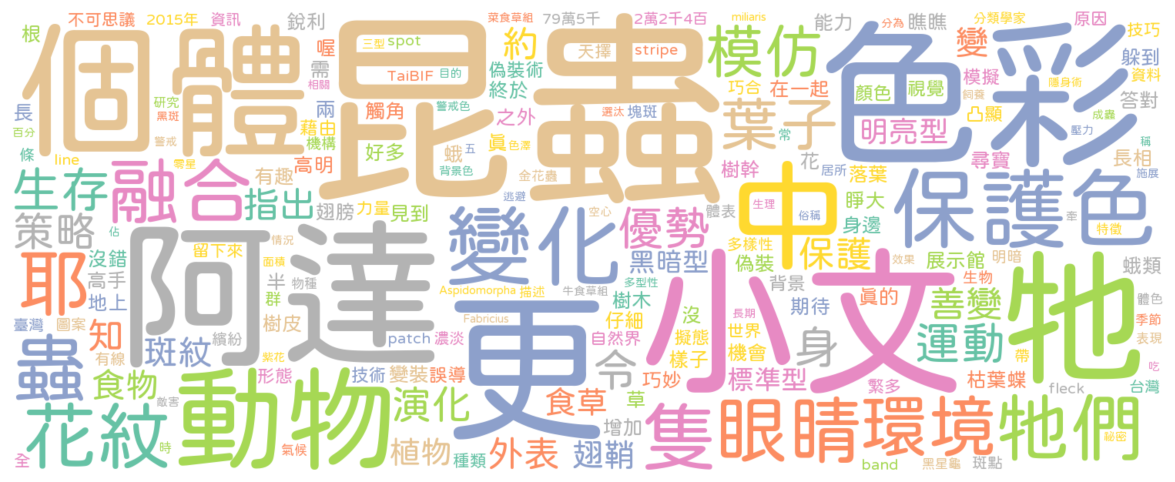 不可思議 2015年 資訊 銳利 菜食草組 79萬5千 2萬2千4百 miliaris 能力 分為 瞧瞧 分類學家 原因
根 個體 昆蟲 三型 spot 喔 約 天擇 stripe 模仿 色彩 變 技巧 躲到
需 TaiBIF 目的 相關 偽裝術 巧合 在一起 模擬 隱身術 資料
長 研究 黑斑 兩 觸角 警戒色 終於 之外 選汰 塊斑 葉子 顏色 視覺 飼養 凸顯 成蟲 答對
百分 警戒 藉由 機構 五 真 色澤 常 明亮型 壓力 稱
條 line 零星 好多 蛾 背景色 樹幹 花 居所 尋寶 長相
生存 融合 有趣 高明 金花蟲 中 落葉 保護色 牽 施展
指出 翅膀 力量 見到 逃避 空心 體表 生理 睜大 特徵
策略 佔 阿達 變化 優勢 俗稱 身邊
耶 沒錯 留下來 情況 黑暗型 多樣性 保護 效果 展示館 明暗 蛾類
高手 半 面積 物種 多型性 偽裝 背景 生物 牠
地上 知 群 Aspidomorpha 描述 牛食草組 樹木 沒 長期 期待 真的 善變 體色
臺灣 圖案 繽紛 樹皮 Fabricius 更 仔細 擬態 世界 小文 季節
蟲 有線 斑紋 紫花 patch 濃淡 自然界 樣子 機會 身 運動 帶 表現
食物 形態 技術 變裝 誤導 令 巧妙 標準型 繁多 枯葉蝶 fleck 台灣 吃
花紋 敵害 動物 演化 食草 草 隻 眼睛 環境 牠們
全 時 氣候 植物 種類 外表 翅鞘 增加 band 黑星龜 斑點 秘密